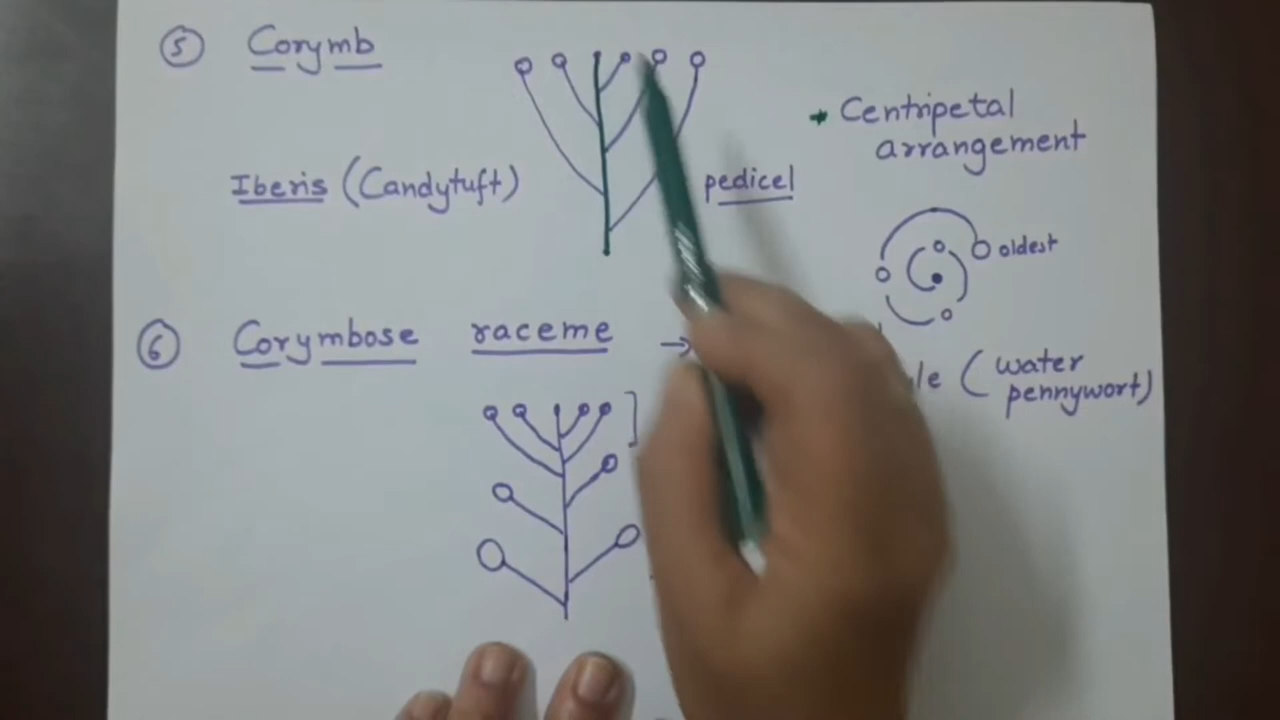 5 Corymb
Iberis (Candytuft)
pedicel
Centripetal
arrangement
oldest
6 Corymbose raceme →
(water
pennywort)